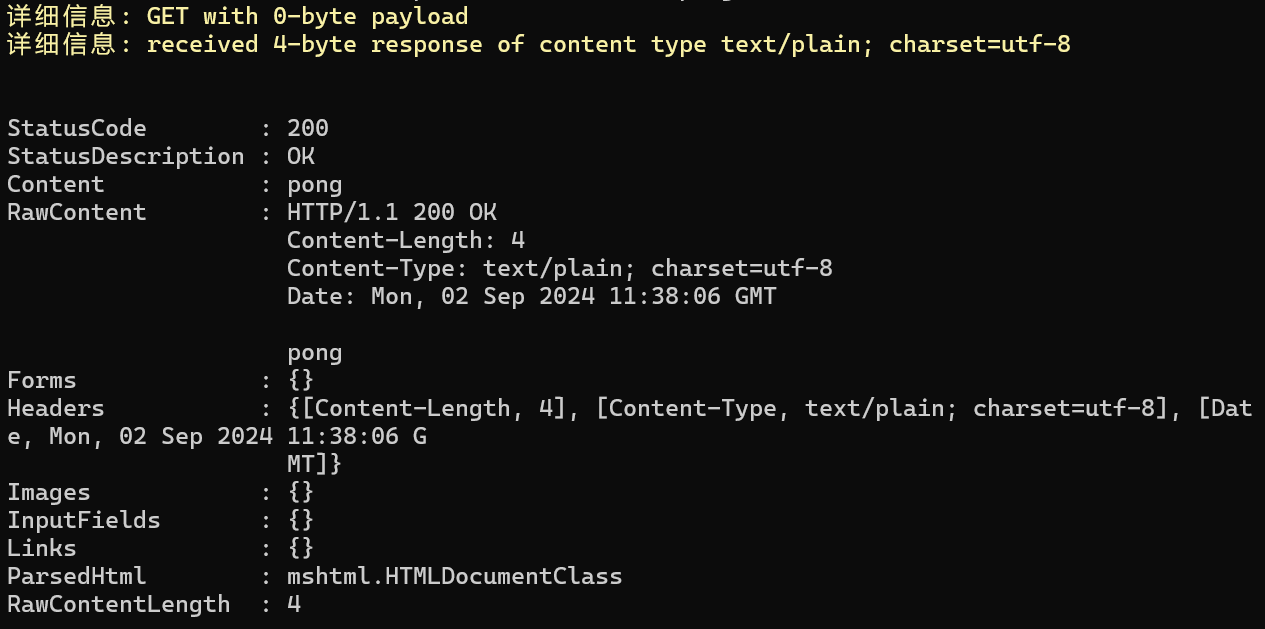 详细信息: GET with 0-byte payload
详细信息: received 4-byte response of content type text/plain; charset=utf-8
StatusCode        : 200
StatusDescription : OK
Content           : pong
RawContent        : HTTP/1.1 200 OK
                    Content-Length: 4
                    Content-Type: text/plain; charset=utf-8
                    Date: Mon, 02 Sep 2024 11:38:06 GMT
                    pong
Forms             : {}
Headers           : {[Content-Length, 4], [Content-Type, text/plain; charset=utf-8], [Dat
e, Mon, 02 Sep 2024 11:38:06 G
                    MT]}
Images            : {}
InputFields       : {}
Links             : {}
ParsedHtml        : mshtml.HTMLDocumentClass
RawContentLength  : 4